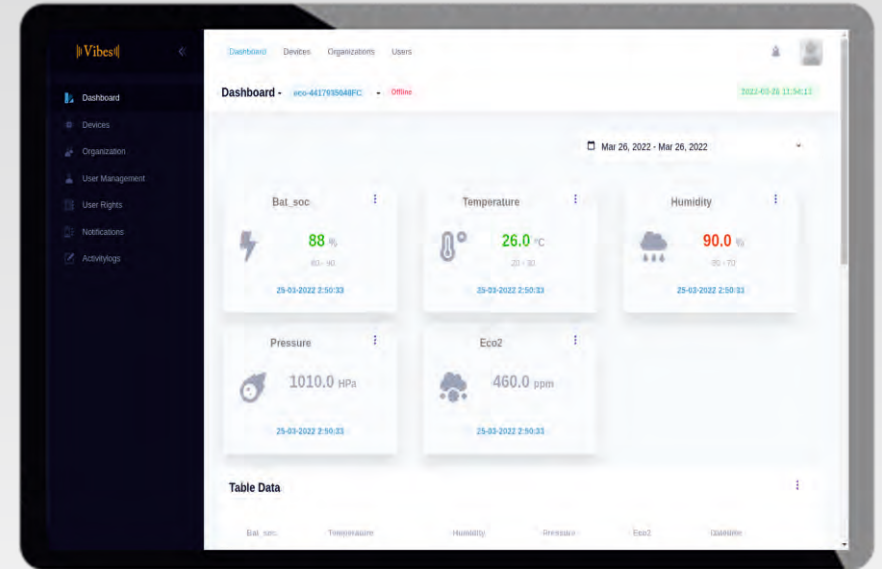 Vibes
Dashboard Devices Organizations Users
Dashboard - eco-4417935648FC - Offline
Dashboard
Devices
Organization
User Management
User Rights
Notifications
Activitylogs
Mar 26, 2022 - Mar 26, 2022
Bat_soc
88 %
25-03-2022 2:50:33
Temperature
26.0 °C
20 - 30
25-03-2022 2:50:33
Humidity
90.0 %
25-03-2022 2:50:33
Pressure
1010.0 HPa
25-03-2022 2:50:33
Eco2
460.0 ppm
25-03-2022 2:50:33
Table Data
Bat_soc Temperature Humidity Pressure Eco2 Datetime